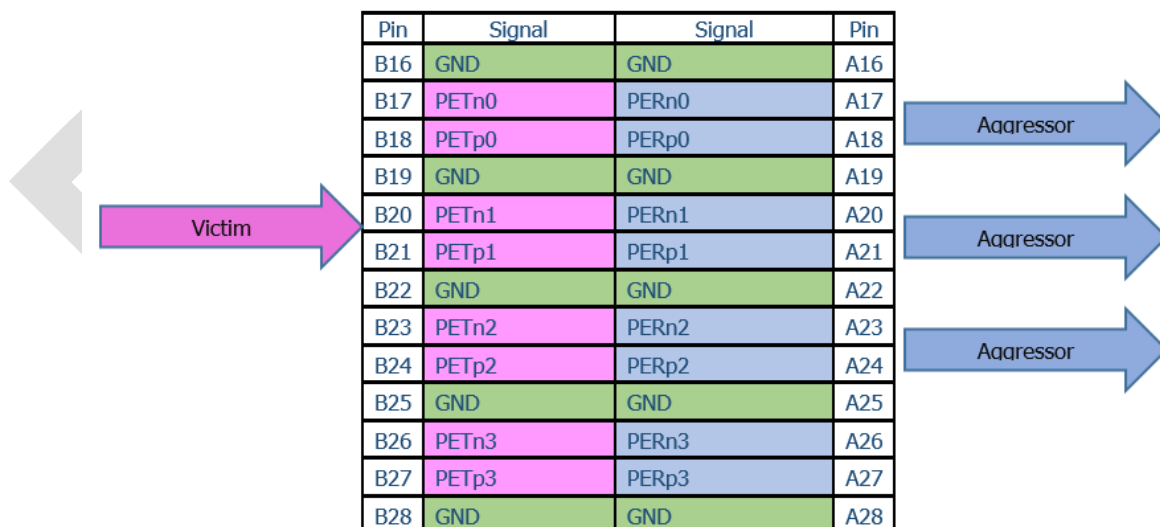 Pin Signal Signal Pin
B16 GND GND A16
B17 PETn0 PERn0 A17
Aggressor
B18 PETp0 PERp0 A18
B19 GND GND A19
B20 PETn1 PERn1 A20
Victim
Aggressor
B21 PETp1 PERp1 A21
B22 GND GND A22
B23 PETn2 PERn2 A23
Aggressor
B24 PETp2 PERp2 A24
B25 GND GND A25
B26 PETn3 PERn3 A26
B27 PETp3 PERp3 A27
B28 GND GND A28